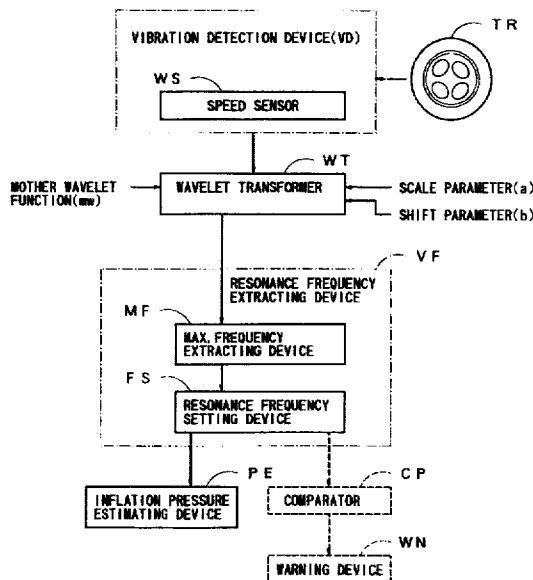 TR
VIBRATION DETECTION DEVICE(VD)
WS
SPEED SENSOR
WT
MOTHER WAVELET
FUNCTION(mw)
WAVELET TRANSFORMER
SCALE PARAMETER(a)
SHIFT PARAMETER(b)
VF
RESONANCE FREQUENCY
EXTRACTING DEVICE
MF
MAX. FREQUENCY
EXTRACTING DEVICE
FS
RESONANCE FREQUENCY
SETTING DEVICE
PE
CP
INFLATION PRESSURE
ESTIMATING DEVICE
COMPARATOR
WN
WARNING DEVICE